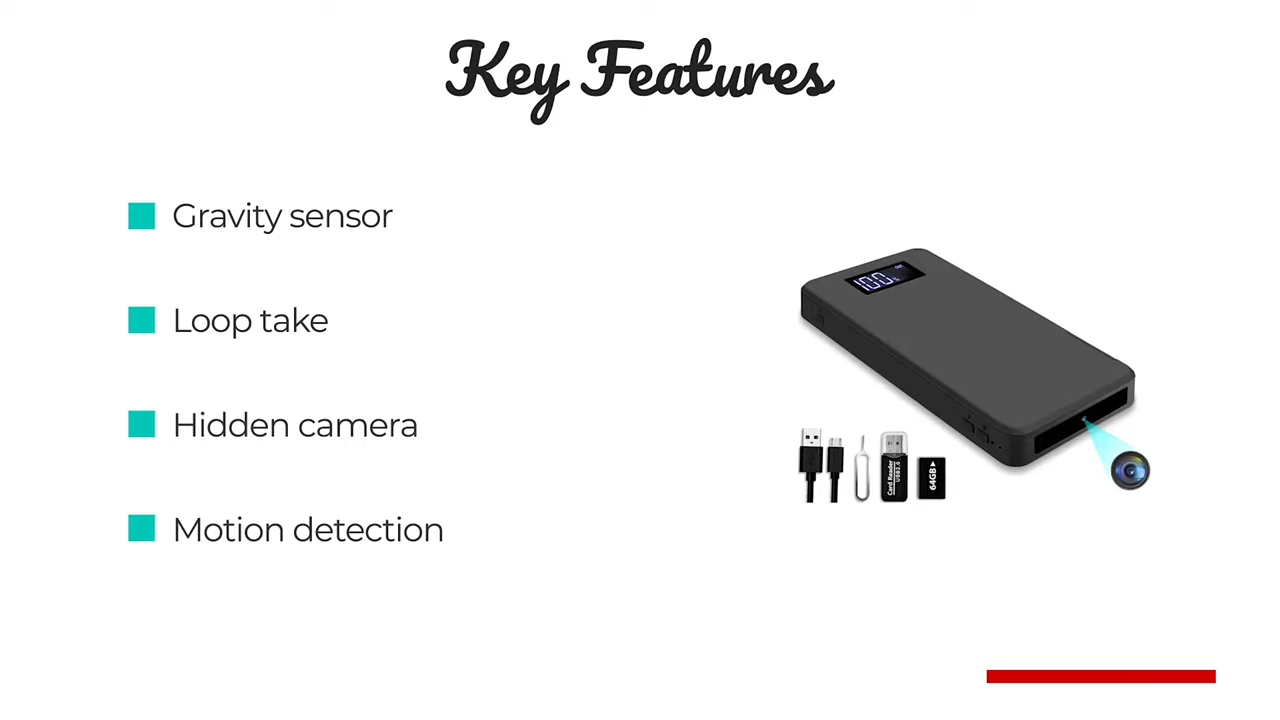 Key Features
Gravity sensor
Loop take
Hidden camera
Motion detection
100
Card Reader
USB2.0
64GB